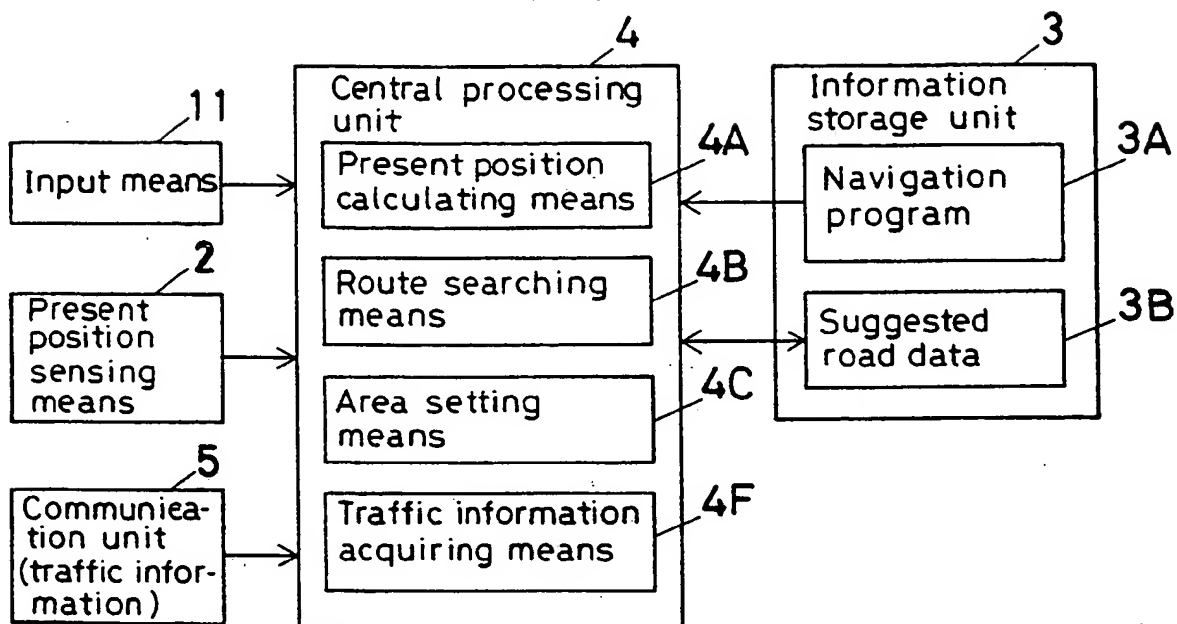 4
Central processing
unit
11
Input means
2
Present
position
sensing
means
5
Communiea-
tion unit
(traffic infor-
mation)
Present position
calculating means
4A
Route searching
means
4B
Area setting
means
4C
Traffic information
acquiring means
4F
3
Information
storage unit
Navigation
program
3A
Suggested
road data
3B